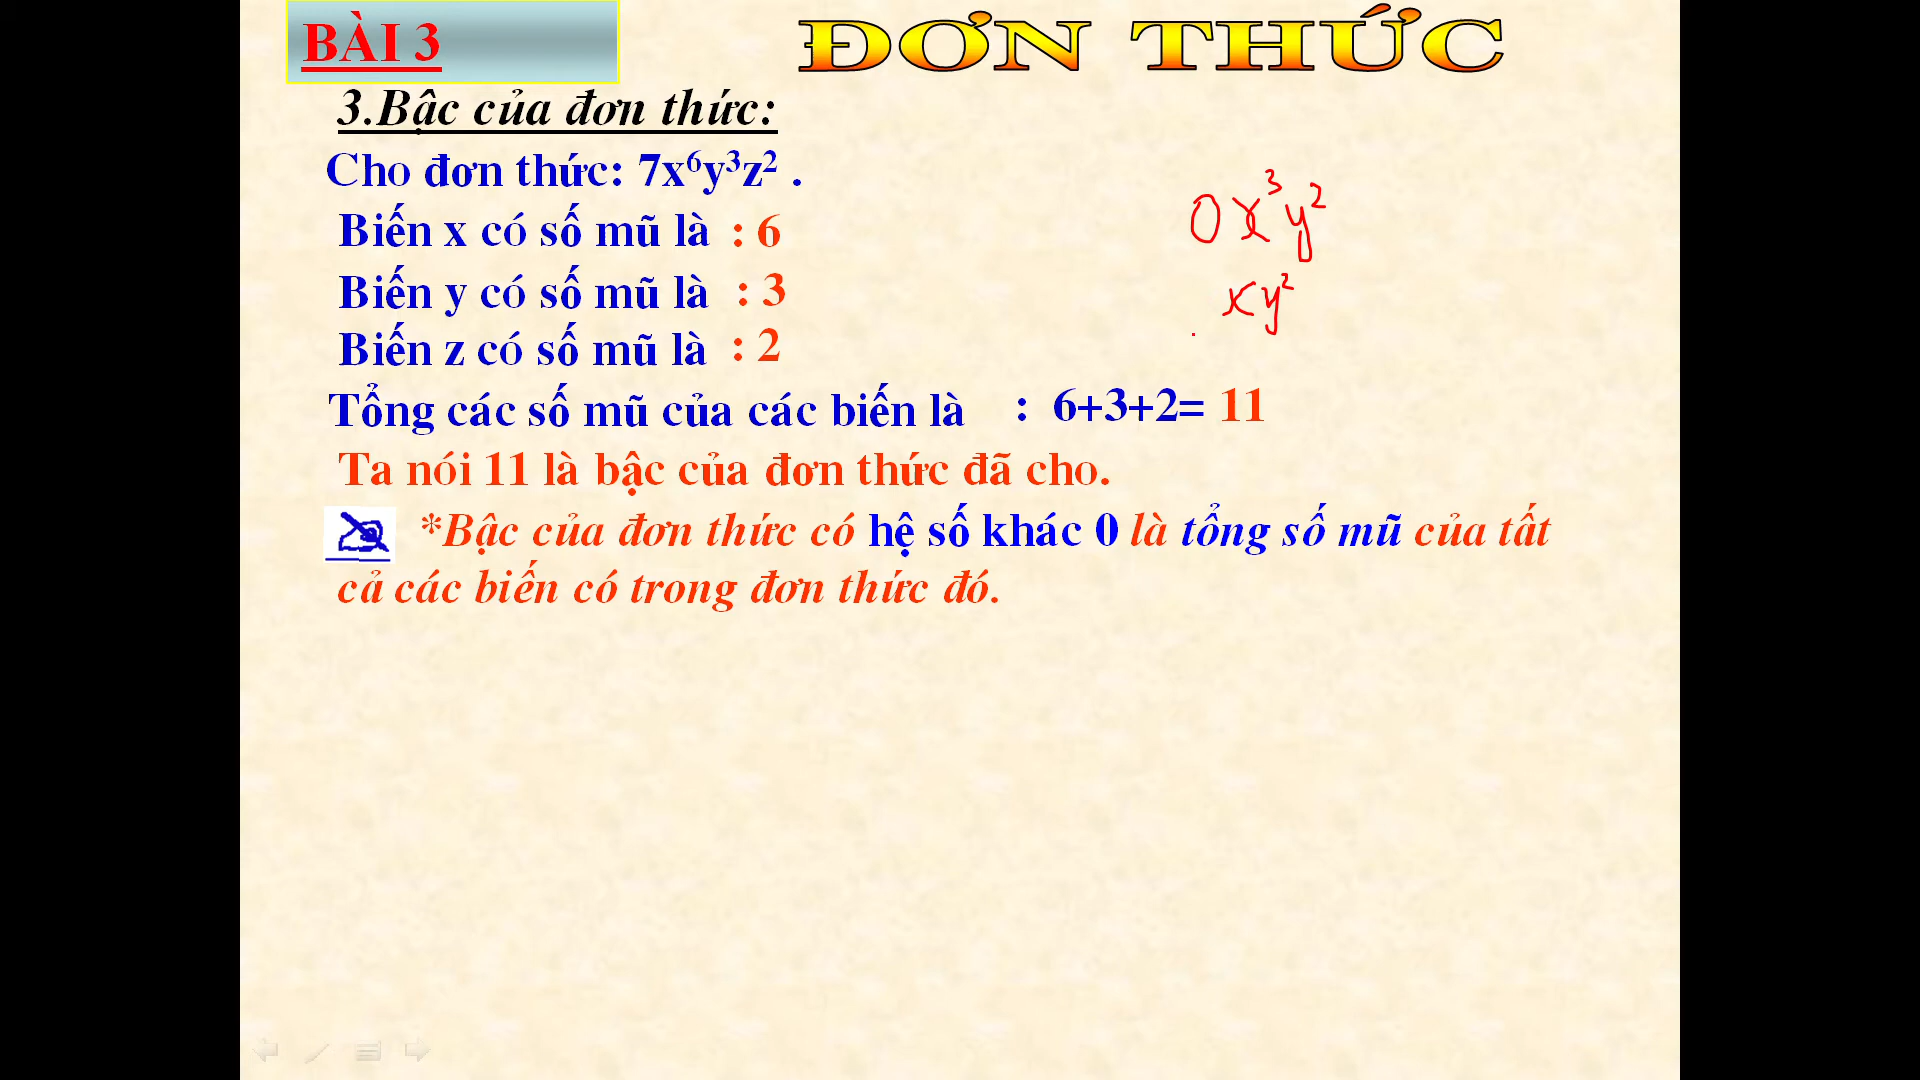 BÀI 3
ĐƠN THỨC
3.Bậc của đơn thức:
Cho đơn thức: 7x⁶y³z² .
Biến x có số mũ là : 6
Biến y có số mũ là : 3
Biến z có số mũ là : 2
Tổng các số mũ của các biến là : 6+3+2= 11
Ta nói 11 là bậc của đơn thức đã cho.
*Bậc của đơn thức có hệ số khác 0 là tổng số mũ của tất
cả các biến có trong đơn thức đó.
0x³y²
xy²